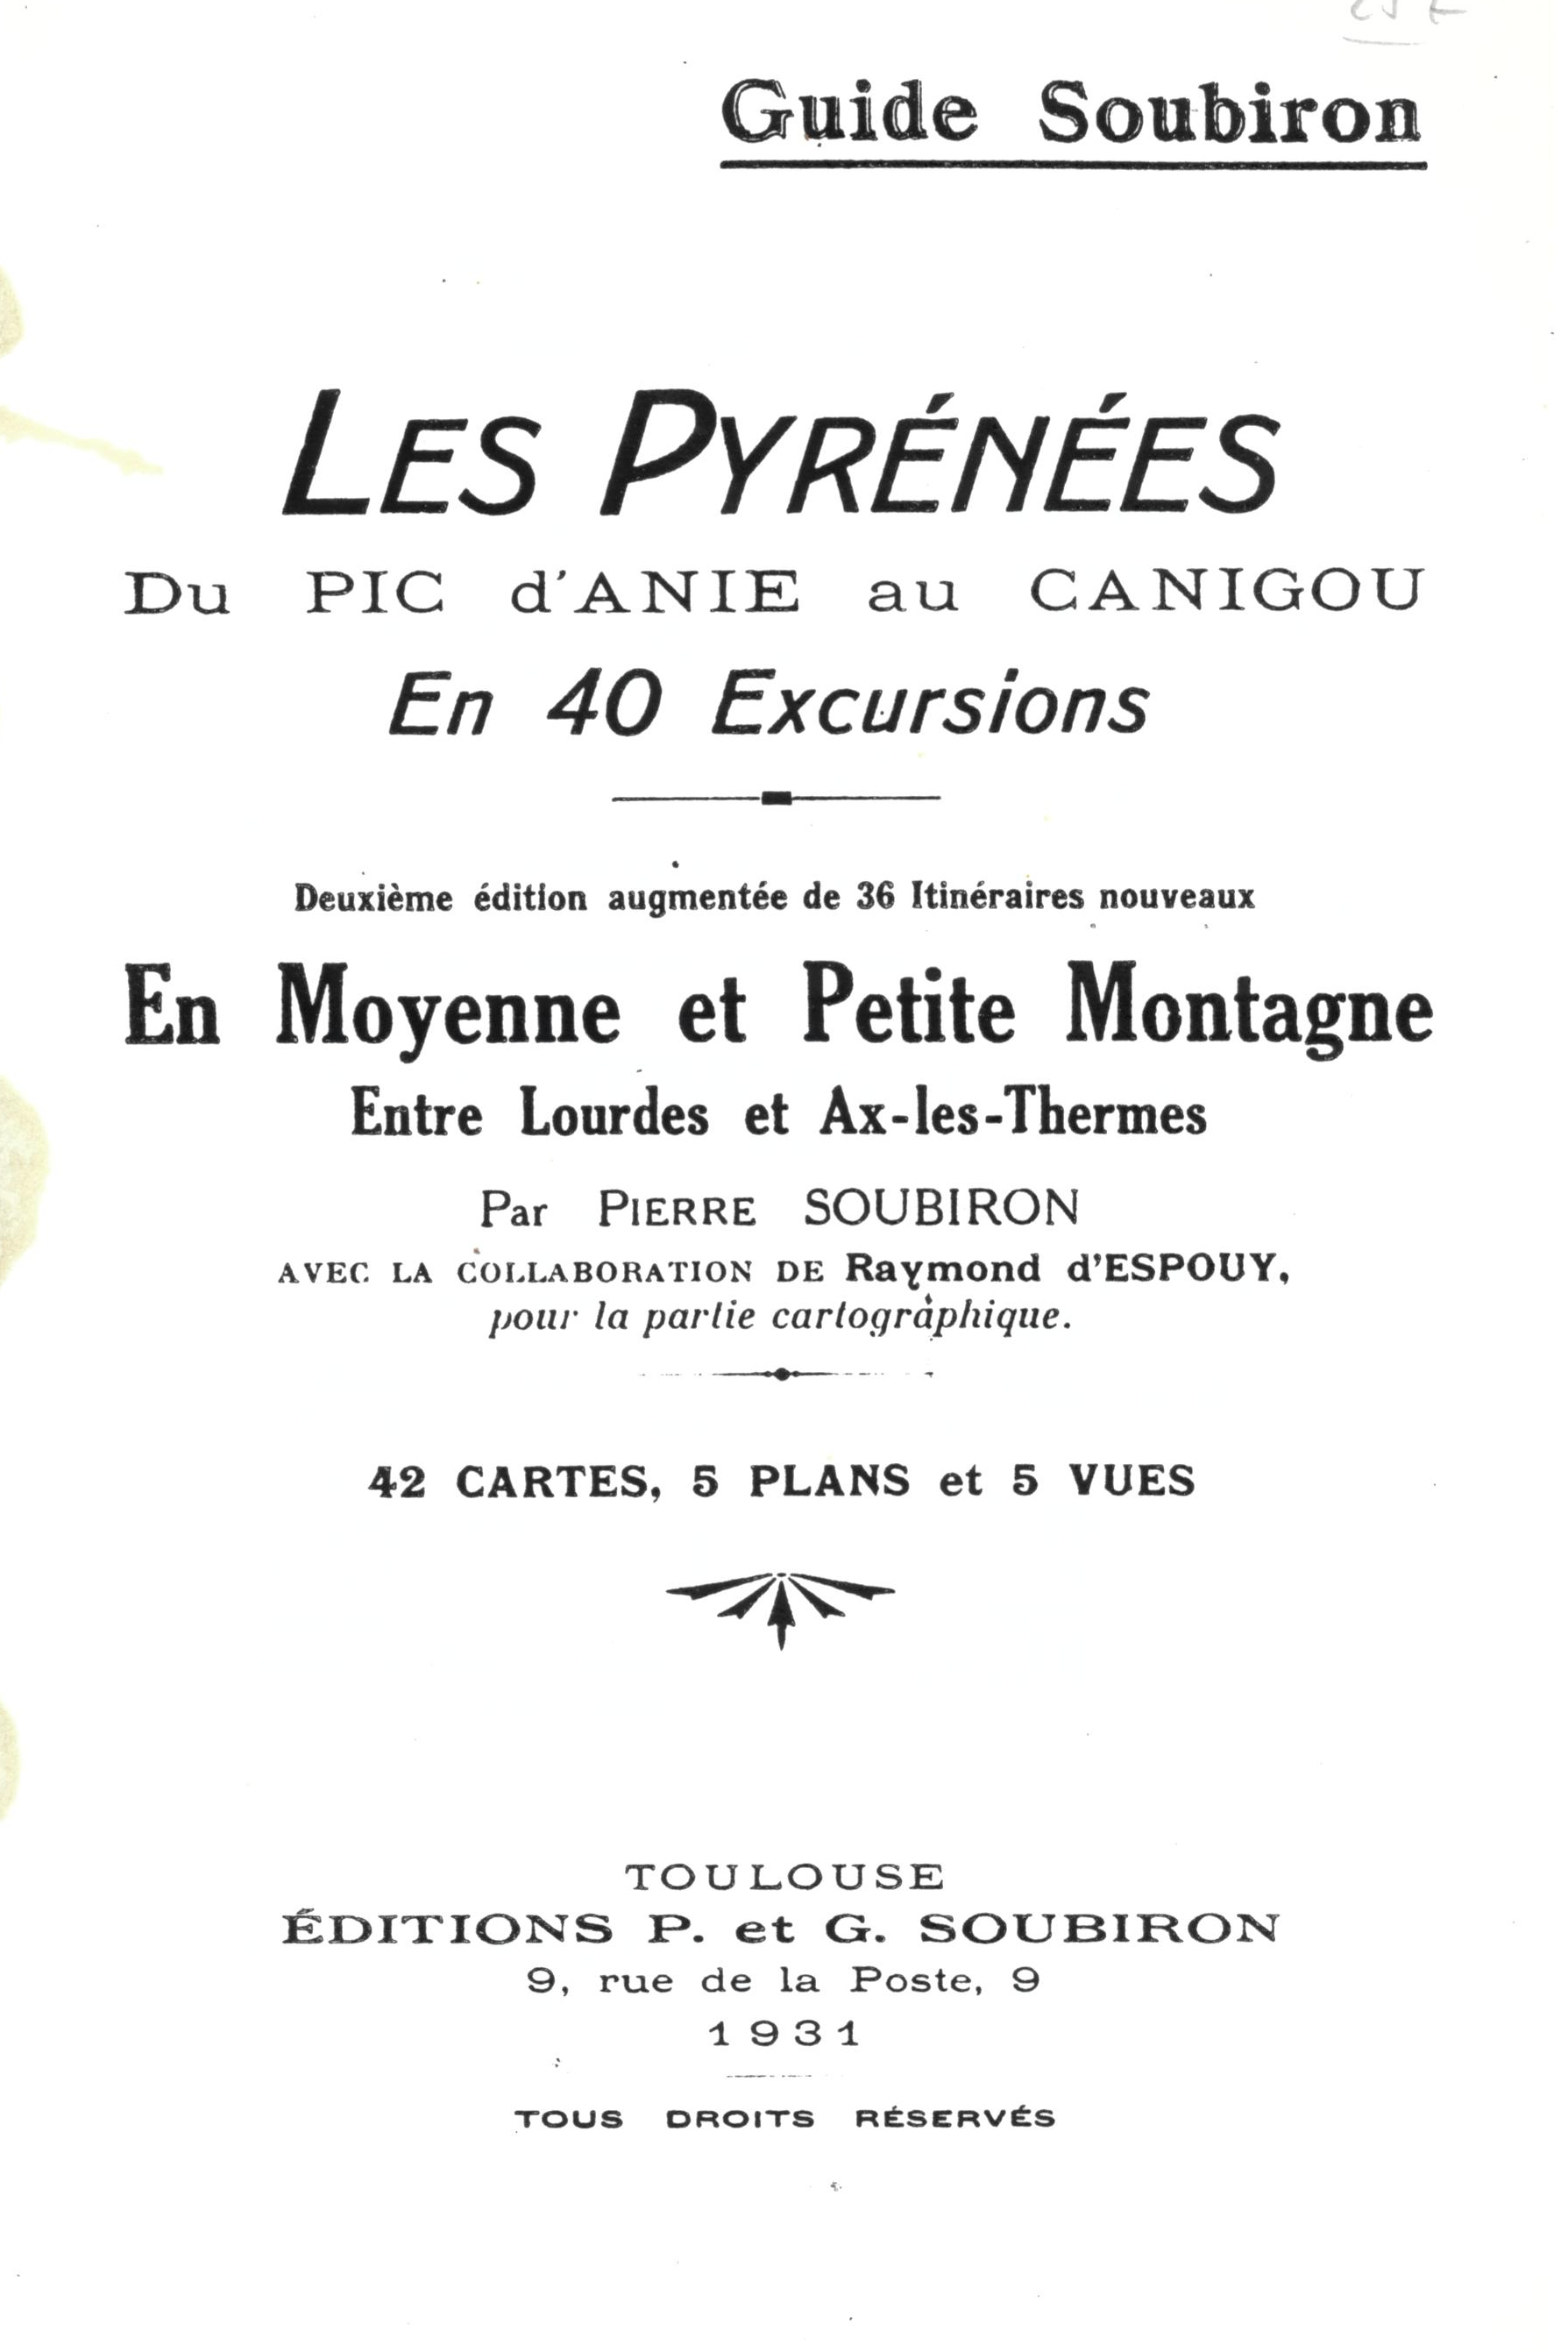 Guide Soubiron
LES PYRÉNÉES
Du PIC d'ANIE au CANIGOU
En 40 Excursions
Deuxième édition augmentée de 36 Itinéraires nouveaux
En Moyenne et Petite Montagne
Entre Lourdes et Ax-les-Thermes
Par PIERRE SOUBIRON
AVEC LA COLLABORATION DE Raymond d'ESPOUY,
pour la partie cartographique.
42 CARTES, 5 PLANS et 5 VUES
TOULOUSE
ÉDITIONS P. et G. SOUBIRON
9, rue de la Poste, 9
1931
TOUS DROITS RÉSERVÉS